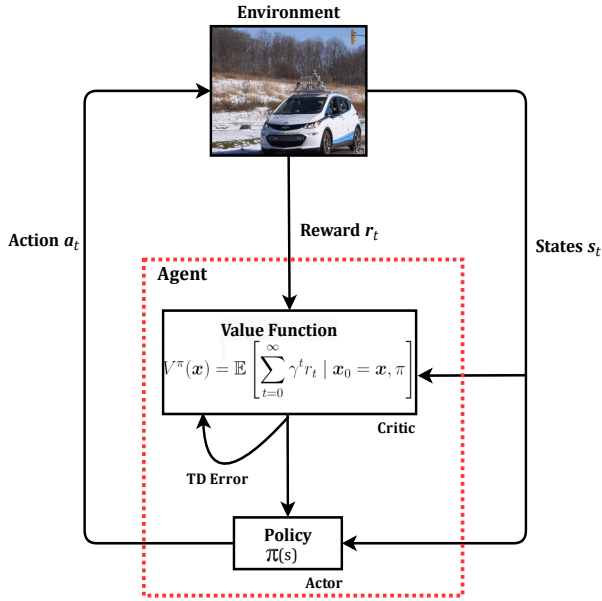 Environment
Action a_t
Reward r_t
States s_t
Agent
Value Function
V^π(x) = 𝔼 [ ∑_{t=0}^{∞} γ^t r_t | x_0 = x, π ]
Critic
TD Error
Policy
π(s)
Actor